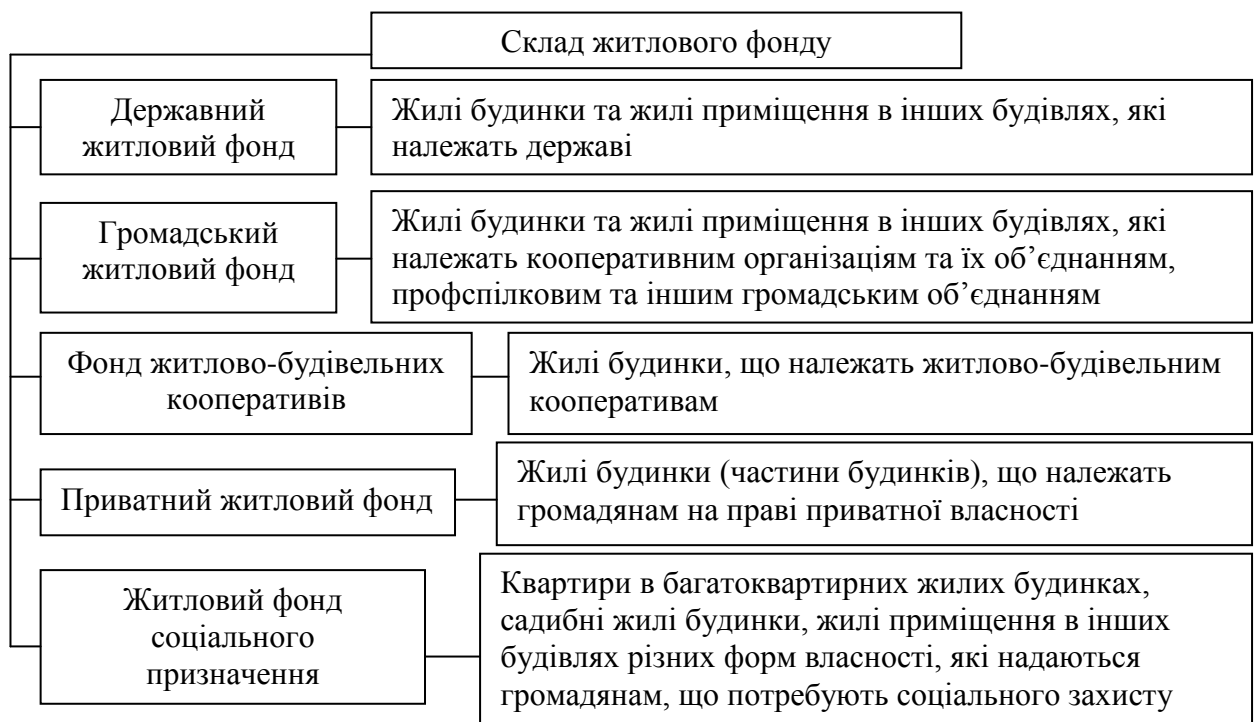 Склад житлового фонду
Державний
житловий фонд
Жилі будинки та жилі приміщення в інших будівлях, які
належать державі
Громадський
житловий фонд
Жилі будинки та жилі приміщення в інших будівлях, які
належать кооперативним організаціям та їх об’єднанням,
профспілковим та іншим громадським об’єднанням
Фонд житлово-будівельних
кооперативів
Жилі будинки, що належать житлово-будівельним
кооперативам
Приватний житловий фонд
Жилі будинки (частини будинків), що належать
громадянам на праві приватної власності
Житловий фонд
соціального
призначення
Квартири в багатоквартирних жилих будинках,
садибні жилі будинки, жилі приміщення в інших
будівлях різних форм власності, які надаються
громадянам, що потребують соціального захисту